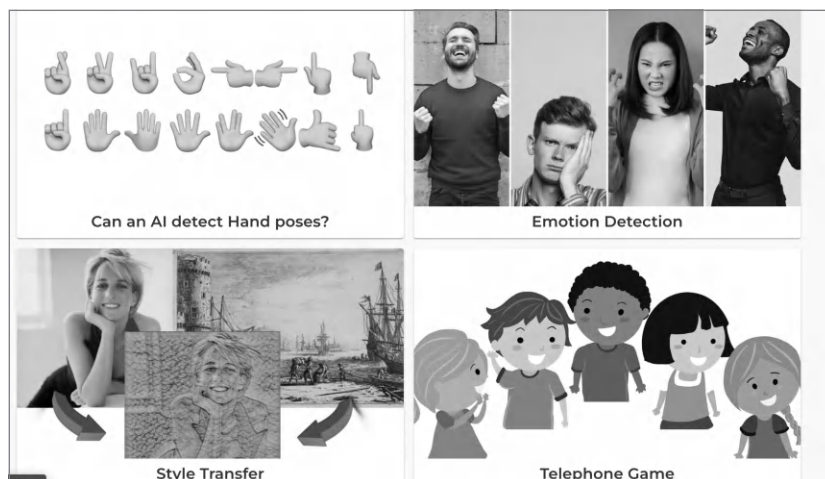 Can an AI detect Hand poses?
Emotion Detection
Style Transfer
Telephone Game